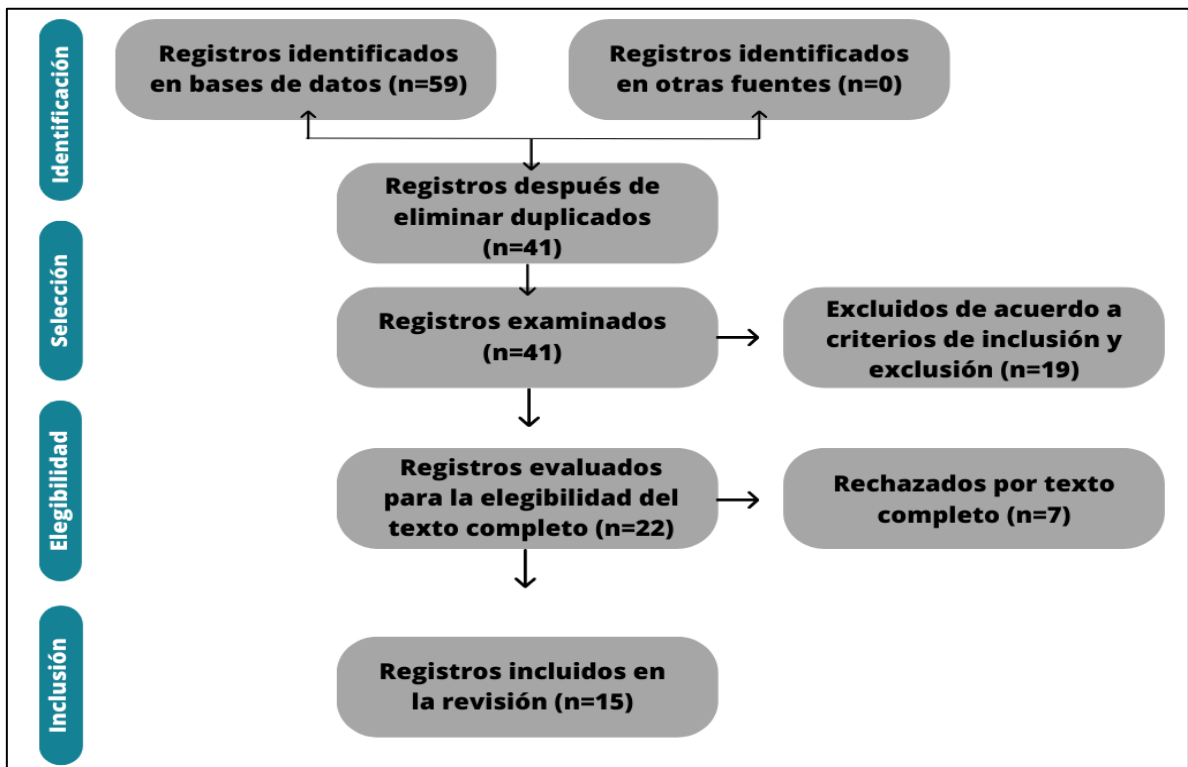 Identificación
Registros identificados
en bases de datos (n=59)
Registros identificados
en otras fuentes (n=0)
Registros después de
eliminar duplicados
(n=41)
Selección
Registros examinados
(n=41)
Excluidos de acuerdo a
criterios de inclusión y
exclusión (n=19)
Elegibilidad
Registros evaluados
para la elegibilidad del
texto completo (n=22)
Rechazados por texto
completo (n=7)
Inclusión
Registros incluidos en
la revisión (n=15)